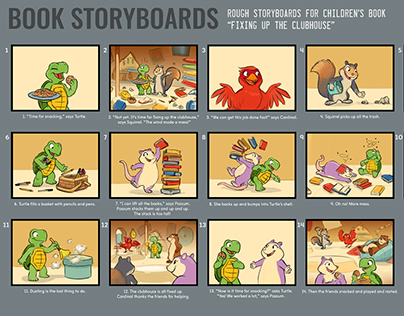 BOOK STORYBOARDS
ROUGH STORYBOARDS FOR CHILDREN'S BOOK
"FIXING UP THE CLUBHOUSE"
1
2
3
4
5
1. "Time for snacking," says Turtle.
2. "Not yet. It's time for fixing up the clubhouse,"
says Squirrel. "The wind made a mess!"
3. "We can get this job done fast!" says Cardinal.
4. Squirrel picks up all the trash.
6
7
8
9
10
6. Turtle fills a basket with pencils and pens.
7. "I can lift all the books," says Possum.
Possum stacks them up and up and up.
The stack is too tall!
8. She backs up and bumps into Turtle's shell.
9. Oh no! More mess.
11
12
13
14
11. Dusting is the last thing to do.
12. The clubhouse is all fixed up.
Cardinal thanks the friends for helping.
13. "Now is it time for snacking?" asks Turtle.
"Yes! We worked a lot," says Possum.
14. Then the friends snacked and played and rested.